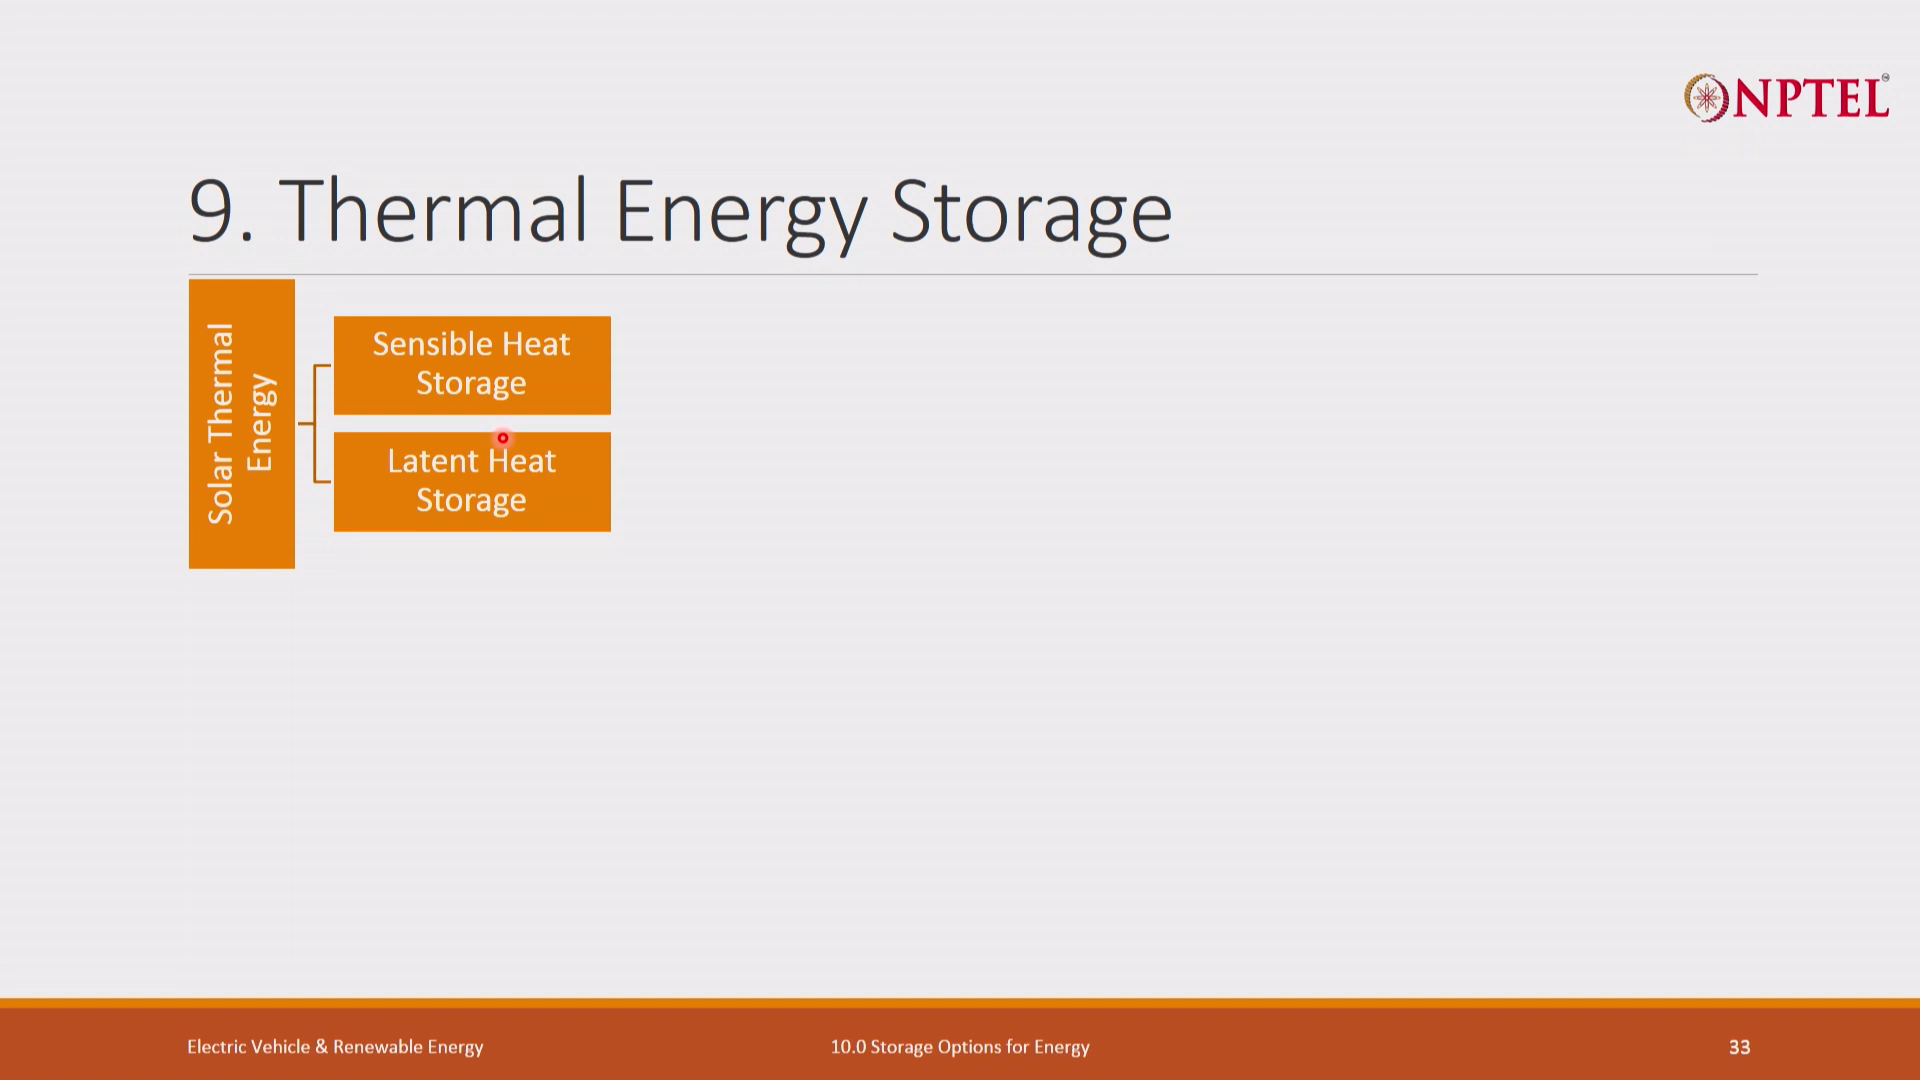 NPTEL
9. Thermal Energy Storage
Solar Thermal
Energy
Sensible Heat
Storage
Latent Heat
Storage
Electric Vehicle & Renewable Energy
10.0 Storage Options for Energy
33